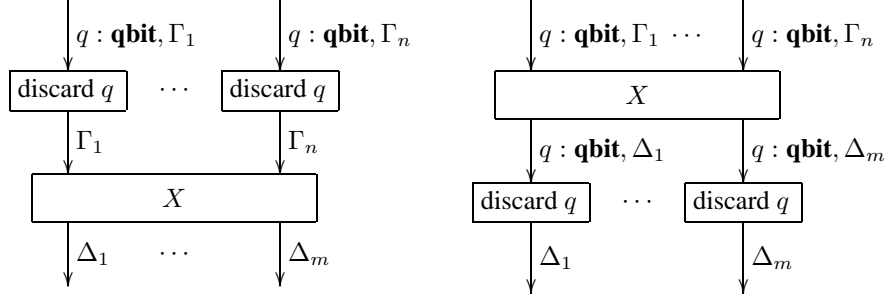 q : qbit, Γ₁ q : qbit, Γₙ
discard q ⋯ discard q
Γ₁ Γₙ
X
Δ₁ ⋯ Δₘ
q : qbit, Γ₁ ⋯ q : qbit, Γₙ
X
q : qbit, Δ₁ q : qbit, Δₘ
discard q ⋯ discard q
Δ₁ Δₘ